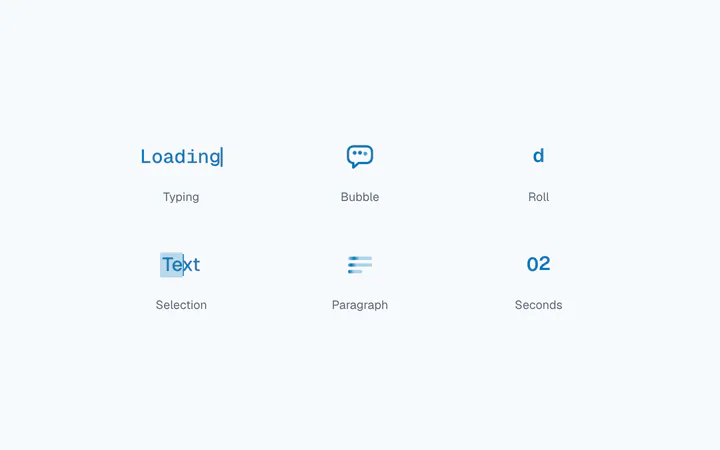 Loading
d
Typing
Bubble
Roll
Text
02
Selection
Paragraph
Seconds